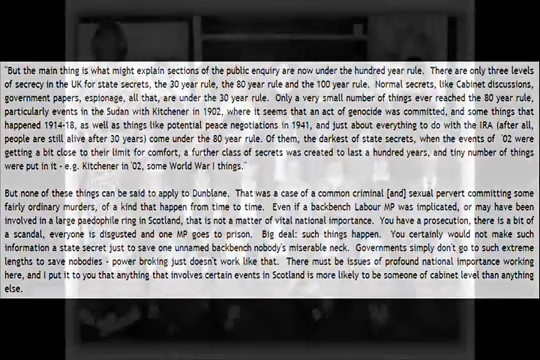 "But the main thing is what might explain sections of the public enquiry are now under the hundred year rule.  There are only three levels
of secrecy in the UK for state secrets, the 30 year rule, the 80 year rule and the 100 year rule.  Normal secrets, like Cabinet discussions,
government papers, espionage, all that, are under the 30 year rule.  Only a very small number of things ever reached the 80 year rule,
particularly events in the Sudan with Kitchener in 1902, where it seems that an act of genocide was committed, and some things that
happened 1914-18, as well as things like potential peace negotiations in 1941, and just about everything to do with the IRA (after all,
people are still alive after 30 years) come under the 80 year rule. Of them, the darkest of state secrets, when the events of '02 were
getting a bit close to their limit for comfort, a further class of secrets was created to last a hundred years, and tiny number of things
were put in it - e.g. Kitchener in '02, some World War I things."
But none of these things can be said to apply to Dunblane.  That was a case of a common criminal [and] sexual pervert committing some
fairly ordinary murders, of a kind that happen from time to time.  Even if a backbench Labour MP was implicated, or may have been
involved in a large paedophile ring in Scotland, that is not a matter of vital national importance.  You have a prosecution, there is a bit of
a scandal, everyone is disgusted and one MP goes to prison.  Big deal: such things happen.  You certainly would not make such
information a state secret just to save one unnamed backbench nobody's miserable neck.  Governments simply don't go to such extreme
lengths to save nobodies - power broking just doesn't work like that.  There must be issues of profound national importance working
here, and I put it to you that anything that involves certain events in Scotland is more likely to be someone of cabinet level than anything
else.